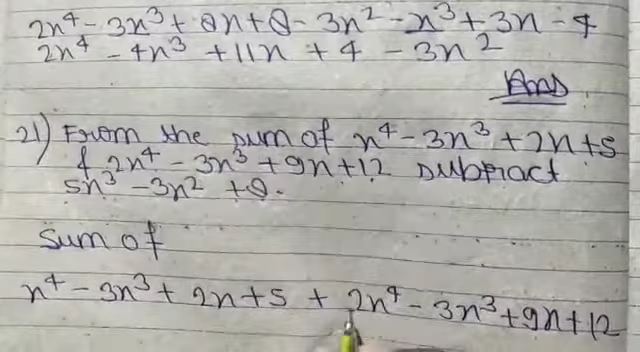 2x⁴ - 3x³ + 8x + 8 - 3x² - x³ + 3x - 4
2x⁴ - 4x³ + 11x + 4 - 3x²
Ans
21) From the sum of x⁴ - 3x³ + 2x + 5
& 2x⁴ - 3x³ + 9x + 12 subtract
5x³ - 3x² + 8.
Sum of
x⁴ - 3x³ + 2x + 5 + 2x⁴ - 3x³ + 9x + 12